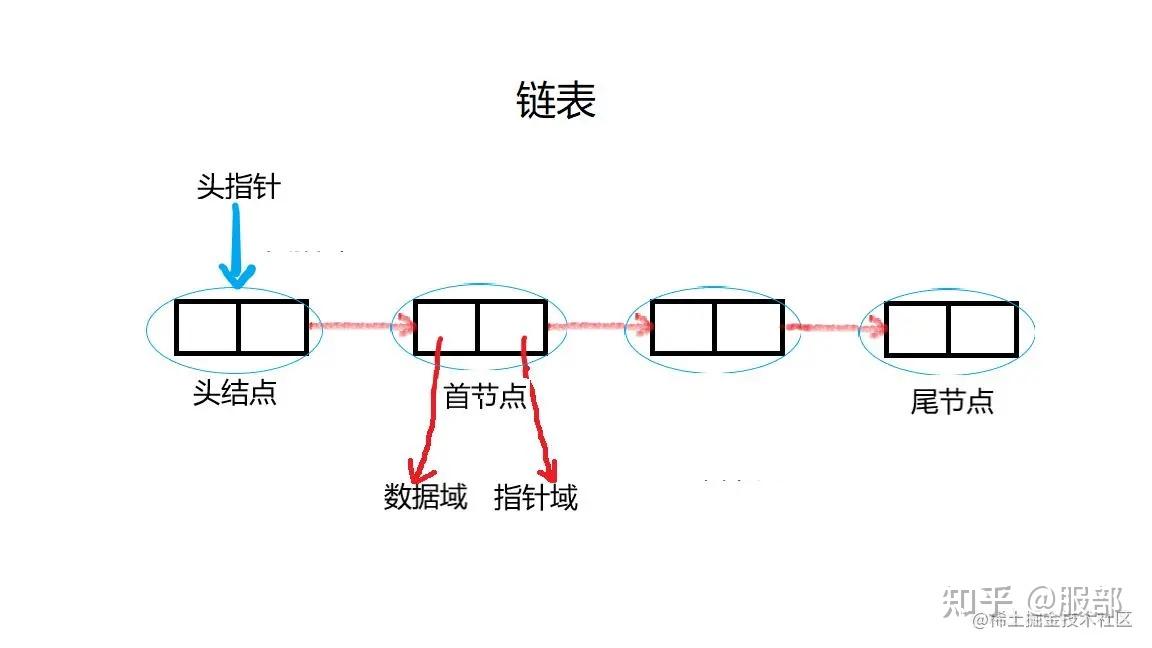 链表
头指针
头结点
首节点
尾节点
数据域 指针域
知乎 @服部
@稀土掘金技术社区